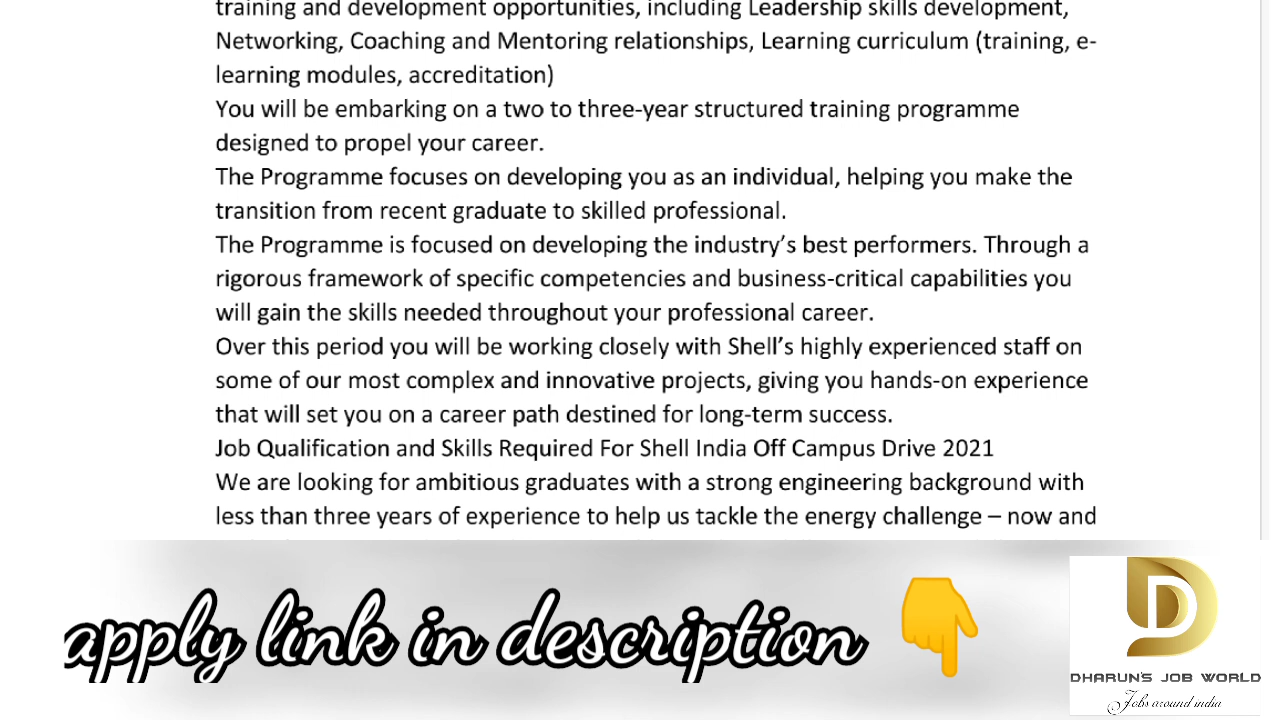 training and development opportunities, including Leadership skills development,
Networking, Coaching and Mentoring relationships, Learning curriculum (training, e-
learning modules, accreditation)
You will be embarking on a two to three-year structured training programme
designed to propel your career.
The Programme focuses on developing you as an individual, helping you make the
transition from recent graduate to skilled professional.
The Programme is focused on developing the industry’s best performers. Through a
rigorous framework of specific competencies and business-critical capabilities you
will gain the skills needed throughout your professional career.
Over this period you will be working closely with Shell’s highly experienced staff on
some of our most complex and innovative projects, giving you hands-on experience
that will set you on a career path destined for long-term success.
Job Qualification and Skills Required For Shell India Off Campus Drive 2021
We are looking for ambitious graduates with a strong engineering background with
less than three years of experience to help us tackle the energy challenge – now and
apply link in description 👇
D
DHARUN'S JOB WORLD
Jobs around india